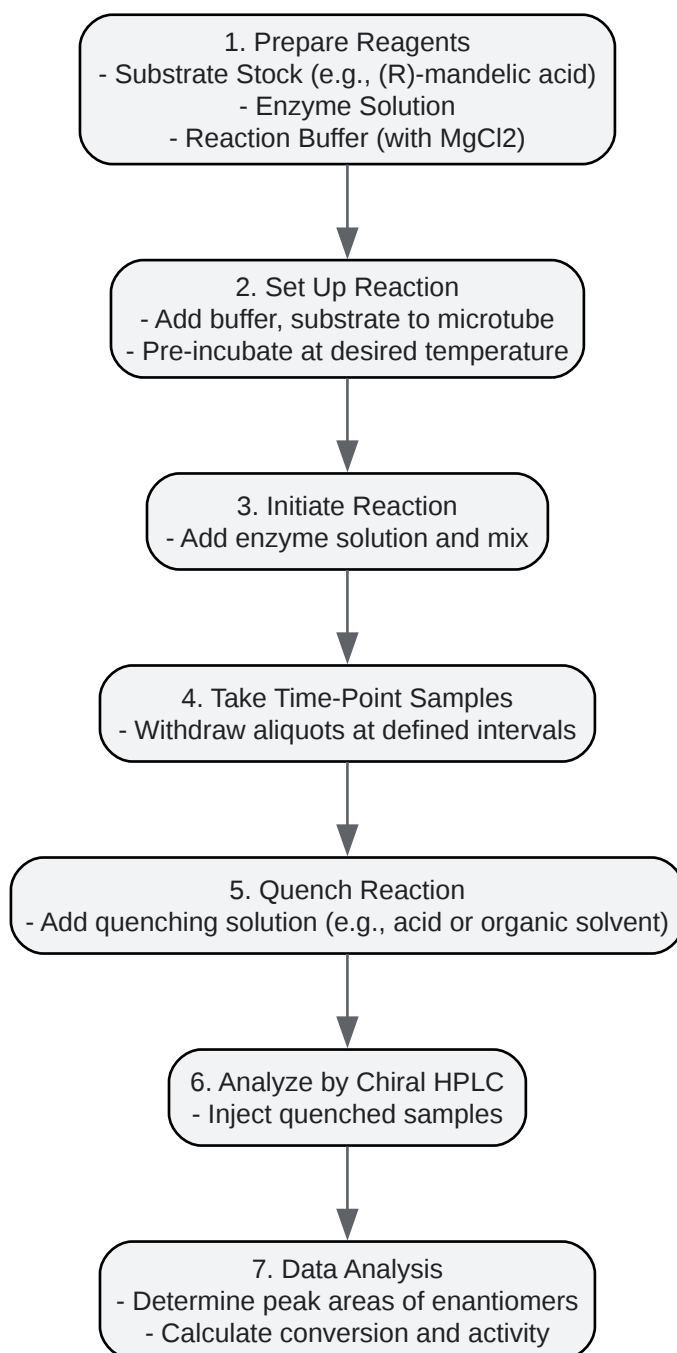 1. Prepare Reagents
- Substrate Stock (e.g., (R)-mandelic acid)
- Enzyme Solution
- Reaction Buffer (with MgCl2)
2. Set Up Reaction
- Add buffer, substrate to microtube
- Pre-incubate at desired temperature
3. Initiate Reaction
- Add enzyme solution and mix
4. Take Time-Point Samples
- Withdraw aliquots at defined intervals
5. Quench Reaction
- Add quenching solution (e.g., acid or organic solvent)
6. Analyze by Chiral HPLC
- Inject quenched samples
7. Data Analysis
- Determine peak areas of enantiomers
- Calculate conversion and activity